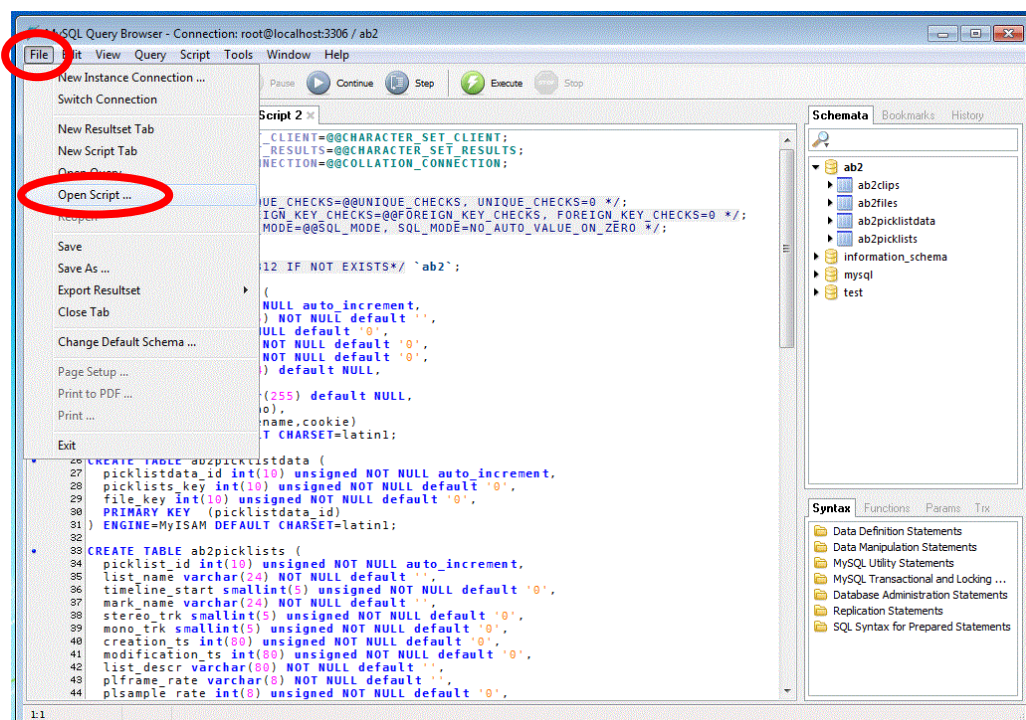 MySQL Query Browser - Connection: root@localhost:3306 / ab2
File Edit View Query Script Tools Window Help
Pause Continue Step Execute Stop
New Instance Connection ...
Switch Connection
New Resultset Tab
New Script Tab
Open Query
Open Script ...
Reopen
Save
Save As ...
Export Resultset
Close Tab
Change Default Schema ...
Page Setup ...
Print to PDF ...
Print ...
Exit
Script 2
_CLIENT=@@CHARACTER_SET_CLIENT;
_RESULTS=@@CHARACTER_SET_RESULTS;
NECTION=@@COLLATION_CONNECTION;
QUE_CHECKS=@@UNIQUE_CHECKS, UNIQUE_CHECKS=0 */;
IGN_KEY_CHECKS=@@FOREIGN_KEY_CHECKS, FOREIGN_KEY_CHECKS=0 */;
MODE=@@SQL_MODE, SQL_MODE=NO_AUTO_VALUE_ON_ZERO */;
312 IF NOT EXISTS*/ `ab2`;
(
NULL auto_increment,
) NOT NULL default '',
NULL default '0',
NOT NULL default '0',
NOT NULL default '0',
) default NULL,
(255) default NULL,
o),
ename,cookie)
T CHARSET=latin1;
26 CREATE TABLE ab2picklistdata (
27 picklistdata_id int(10) unsigned NOT NULL auto_increment,
28 picklists_key int(10) unsigned NOT NULL default '0',
29 file_key int(10) unsigned NOT NULL default '0',
30 PRIMARY KEY (picklistdata_id)
31 ) ENGINE=MyISAM DEFAULT CHARSET=latin1;
32
33 CREATE TABLE ab2picklists (
34 picklist_id int(10) unsigned NOT NULL auto_increment,
35 list_name varchar(24) NOT NULL default '',
36 timeline_start smallint(5) unsigned NOT NULL default '0',
37 mark_name varchar(24) NOT NULL default '',
38 stereo_trk smallint(5) unsigned NOT NULL default '0',
39 mono_trk smallint(5) unsigned NOT NULL default '0',
40 creation_ts int(80) unsigned NOT NULL default '0',
41 modification_ts int(80) unsigned NOT NULL default '0',
42 list_descr varchar(80) NOT NULL default '',
43 plframe_rate varchar(8) NOT NULL default '',
44 plsample_rate int(8) unsigned NOT NULL default '0',
1:1
Schemata Bookmarks History
ab2
ab2clips
ab2files
ab2picklistdata
ab2picklists
information_schema
mysql
test
Syntax Functions Params Trx
Data Definition Statements
Data Manipulation Statements
MySQL Utility Statements
MySQL Transactional and Locking ...
Database Administration Statements
Replication Statements
SQL Syntax for Prepared Statements